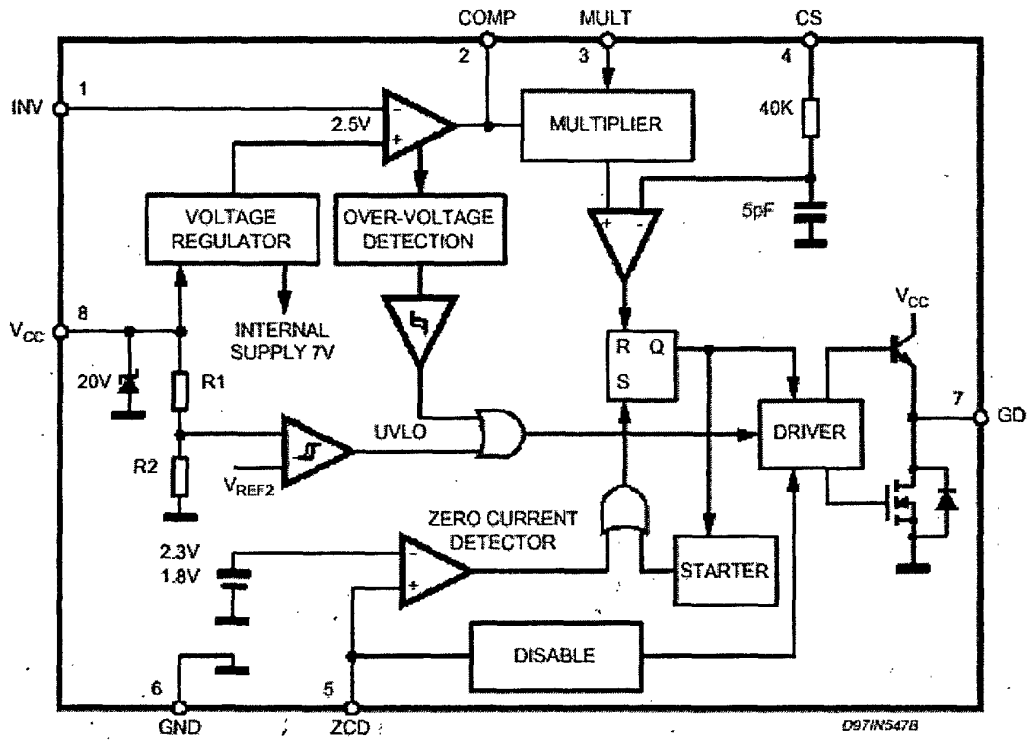 COMP MULT CS
2 3 4
1
INV
2.5V
-
+
MULTIPLIER
40K
VOLTAGE
REGULATOR
OVER-VOLTAGE
DETECTION
+ -
5pF
8
VCC
INTERNAL
SUPPLY 7V
20V
R1
R Q
S
VCC
7
GD
DRIVER
UVLO
R2
VREF2
ZERO CURRENT
DETECTOR
2.3V
1.8V
-
+
STARTER
DISABLE
6 5
GND ZCD
D97IN547B